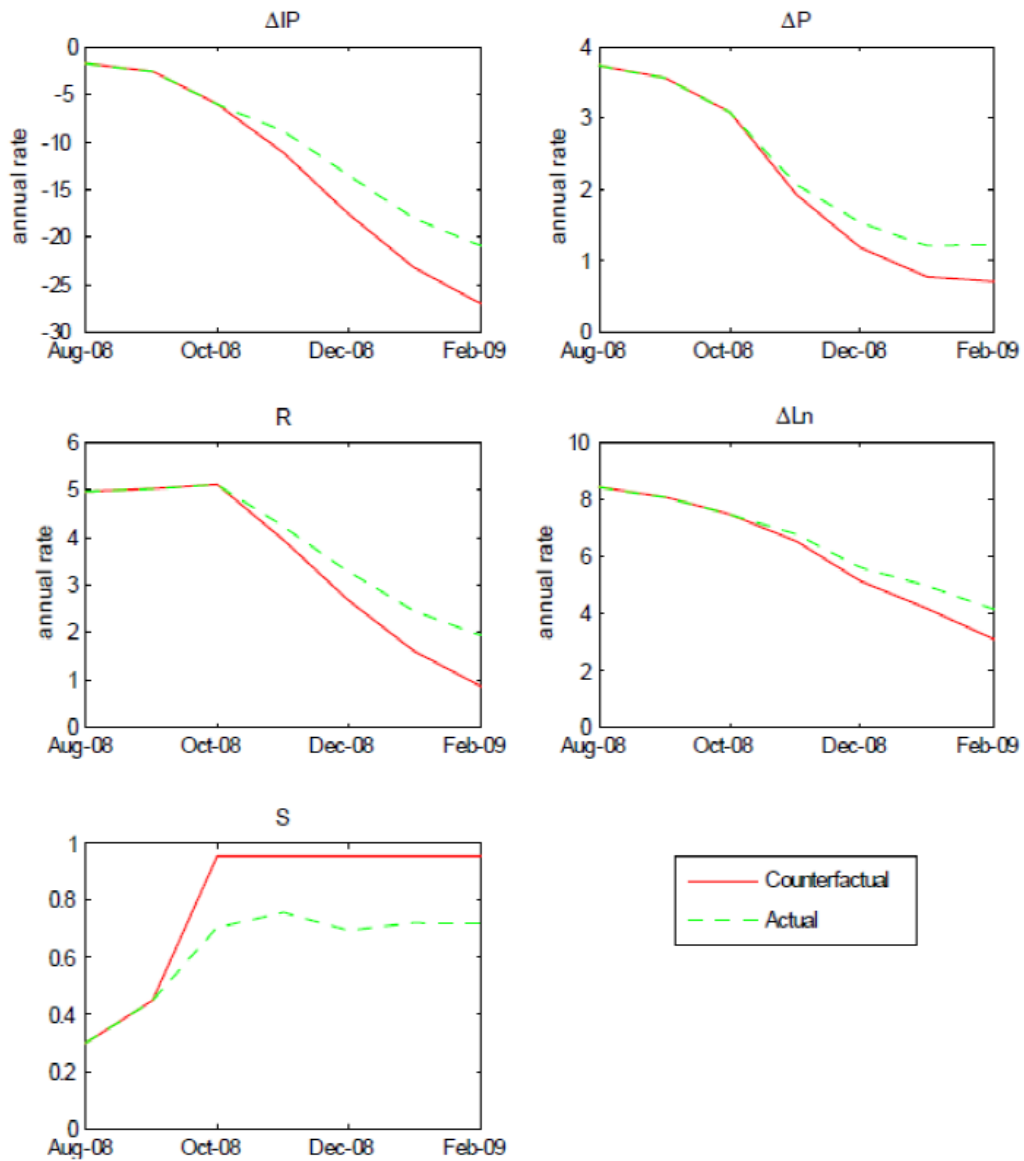 ΔIP
annual rate
0
-5
-10
-15
-20
-25
-30
Aug-08 Oct-08 Dec-08 Feb-09
ΔP
annual rate
4
3
2
1
0
Aug-08 Oct-08 Dec-08 Feb-09
R
annual rate
6
5
4
3
2
1
0
Aug-08 Oct-08 Dec-08 Feb-09
ΔLn
annual rate
10
8
6
4
2
0
Aug-08 Oct-08 Dec-08 Feb-09
S
1
0.8
0.6
0.4
0.2
0
Aug-08 Oct-08 Dec-08 Feb-09
Counterfactual
Actual